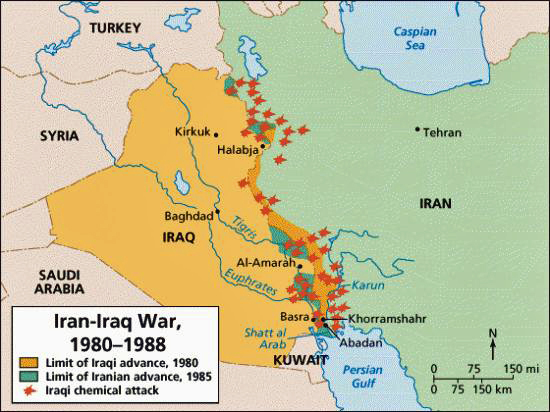 TURKEY
Caspian
Sea
SYRIA
Kirkuk
Halabja
Tehran
IRAN
Baghdad
Tigris
IRAQ
Al-Amarah
Euphrates
Karun
SAUDI
ARABIA
Basra
Khorramshahr
Shatt al
Arab
Abadan
KUWAIT
Persian
Gulf
Iran-Iraq War,
1980–1988
Limit of Iraqi advance, 1980
Limit of Iranian advance, 1985
Iraqi chemical attack
N
0 75 150 mi
0 75 150 km